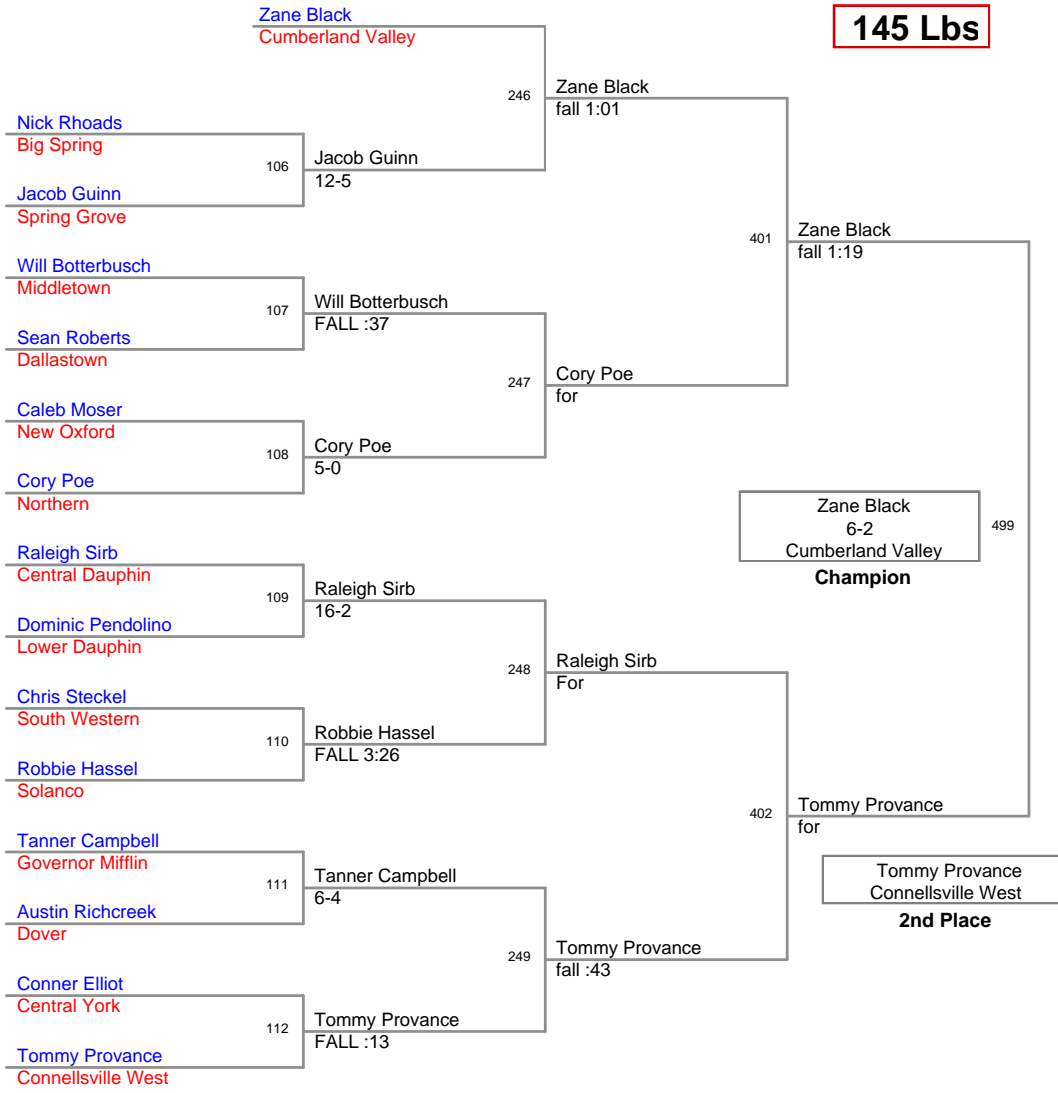 Zane Black
Cumberland Valley
145 Lbs
246
Zane Black
fall 1:01
Nick Rhoads
Big Spring
106
Jacob Guinn
12-5
Jacob Guinn
Spring Grove
401
Zane Black
fall 1:19
Will Botterbusch
Middletown
107
Will Botterbusch
FALL :37
Sean Roberts
Dallastown
247
Cory Poe
for
Caleb Moser
New Oxford
108
Cory Poe
5-0
Cory Poe
Northern
Zane Black
6-2
Cumberland Valley
Champion
499
Raleigh Sirb
Central Dauphin
109
Raleigh Sirb
16-2
Dominic Pendolino
Lower Dauphin
248
Raleigh Sirb
For
Chris Steckel
South Western
110
Robbie Hassel
FALL 3:26
Robbie Hassel
Solanco
402
Tommy Provance
for
Tanner Campbell
Governor Mifflin
111
Tanner Campbell
6-4
Tommy Provance
Connellsville West
2nd Place
Austin Richcreek
Dover
249
Tommy Provance
fall :43
Conner Elliot
Central York
112
Tommy Provance
FALL :13
Tommy Provance
Connellsville West